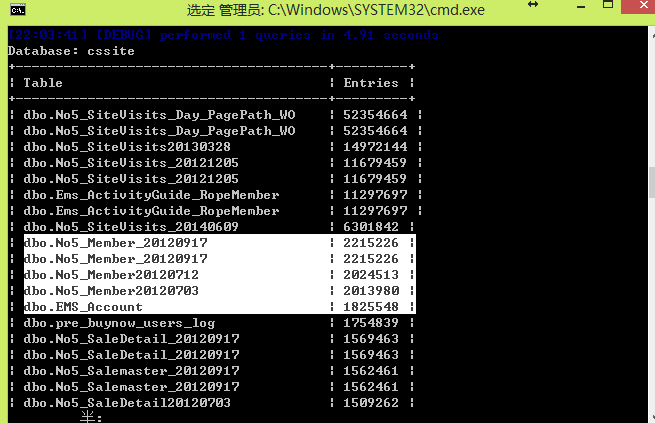 选定 管理员: C:\Windows\SYSTEM32\cmd.exe
[22:03:41] [DEBUG] performed 1 queries in 4.91 seconds
Database: cssite
+---------------------------------------+----------+
| Table | Entries |
+---------------------------------------+----------+
| dbo.No5_SiteVisits_Day_PagePath_WO | 52354664 |
| dbo.No5_SiteVisits_Day_PagePath_WO | 52354664 |
| dbo.No5_SiteVisits20130328 | 14972144 |
| dbo.No5_SiteVisits_20121205 | 11679459 |
| dbo.No5_SiteVisits_20121205 | 11679459 |
| dbo.Ems_ActivityGuide_RopeMember | 11297697 |
| dbo.Ems_ActivityGuide_RopeMember | 11297697 |
| dbo.No5_SiteVisits_20140609 | 6301842 |
| dbo.No5_Member_20120917 | 2215226 |
| dbo.No5_Member_20120917 | 2215226 |
| dbo.No5_Member20120712 | 2024513 |
| dbo.No5_Member20120703 | 2013980 |
| dbo.EMS_Account | 1825548 |
| dbo.pre_buynow_users_log | 1754839 |
| dbo.No5_SaleDetail_20120917 | 1569463 |
| dbo.No5_SaleDetail_20120917 | 1569463 |
| dbo.No5_Salemaster_20120917 | 1562461 |
| dbo.No5_Salemaster_20120917 | 1562461 |
| dbo.No5_SaleDetail20120703 | 1509262 |
半: